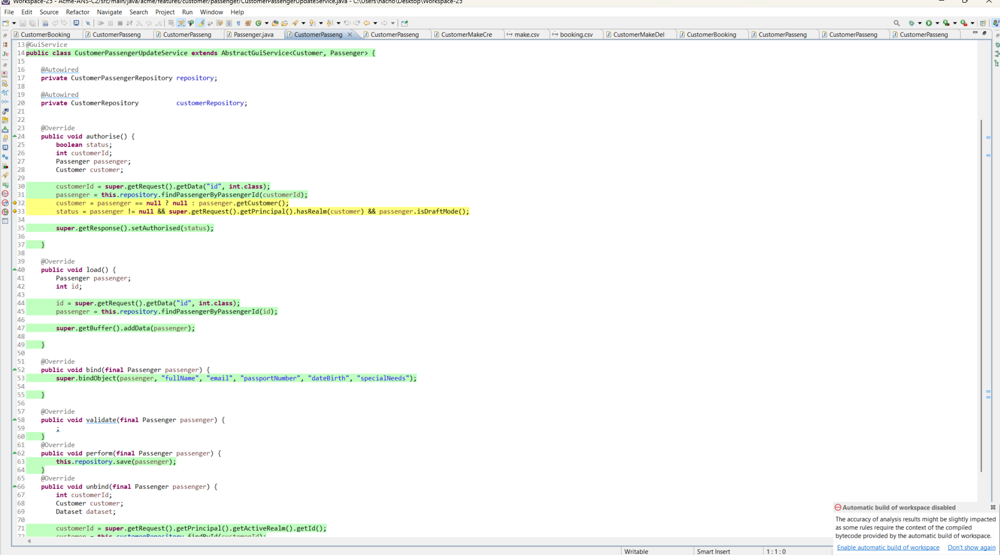 Workspace-25 - Acme-ANS-C2/src/main/java/acme/features/customer/passenger/CustomerPassengerUpdateService.java - C:\Users\nacho\Desktop\Workspace-25
File Edit Source Refactor Navigate Search Project Run Window Help
CustomerBooking CustomerPasseng CustomerPasseng Passenger.java CustomerPasseng CustomerPasseng CustomerMakeCre make.csv booking.csv CustomerMakeDel CustomerBooking CustomerPasseng CustomerPasseng CustomerPasseng
13 @GuiService
14 public class CustomerPassengerUpdateService extends AbstractGuiService<Customer, Passenger> {
15
16 @Autowired
17 private CustomerPassengerRepository repository;
18
19 @Autowired
20 private CustomerRepository customerRepository;
21
22
23 @Override
24 public void authorise() {
25 boolean status;
26 int customerId;
27 Passenger passenger;
28 Customer customer;
29
30 customerId = super.getRequest().getData("id", int.class);
31 passenger = this.repository.findPassengerByPassengerId(customerId);
32 customer = passenger == null ? null : passenger.getCustomer();
33 status = passenger != null && super.getRequest().getPrincipal().hasRealm(customer) && passenger.isDraftMode();
34
35 super.getResponse().setAuthorised(status);
36
37 }
38
39 @Override
40 public void load() {
41 Passenger passenger;
42 int id;
43
44 id = super.getRequest().getData("id", int.class);
45 passenger = this.repository.findPassengerByPassengerId(id);
46
47 super.getBuffer().addData(passenger);
48
49 }
50
51 @Override
52 public void bind(final Passenger passenger) {
53 super.bindObject(passenger, "fullName", "email", "passportNumber", "dateBirth", "specialNeeds");
54
55 }
56
57 @Override
58 public void validate(final Passenger passenger) {
59 ;
60 }
61 @Override
62 public void perform(final Passenger passenger) {
63 this.repository.save(passenger);
64 }
65 @Override
66 public void unbind(final Passenger passenger) {
67 int customerId;
68 Customer customer;
69 Dataset dataset;
70
71 customerId = super.getRequest().getPrincipal().getActiveRealm().getId();
72 customer = this.customerRepository.findById(customerId);
Automatic build of workspace disabled
The accuracy of analysis results might be slightly impacted
as some rules require the context of the compiled
bytecode provided by the automatic build of workspace.
Enable automatic build of workspace Don't show again
Writable Smart Insert 1 : 1 : 0